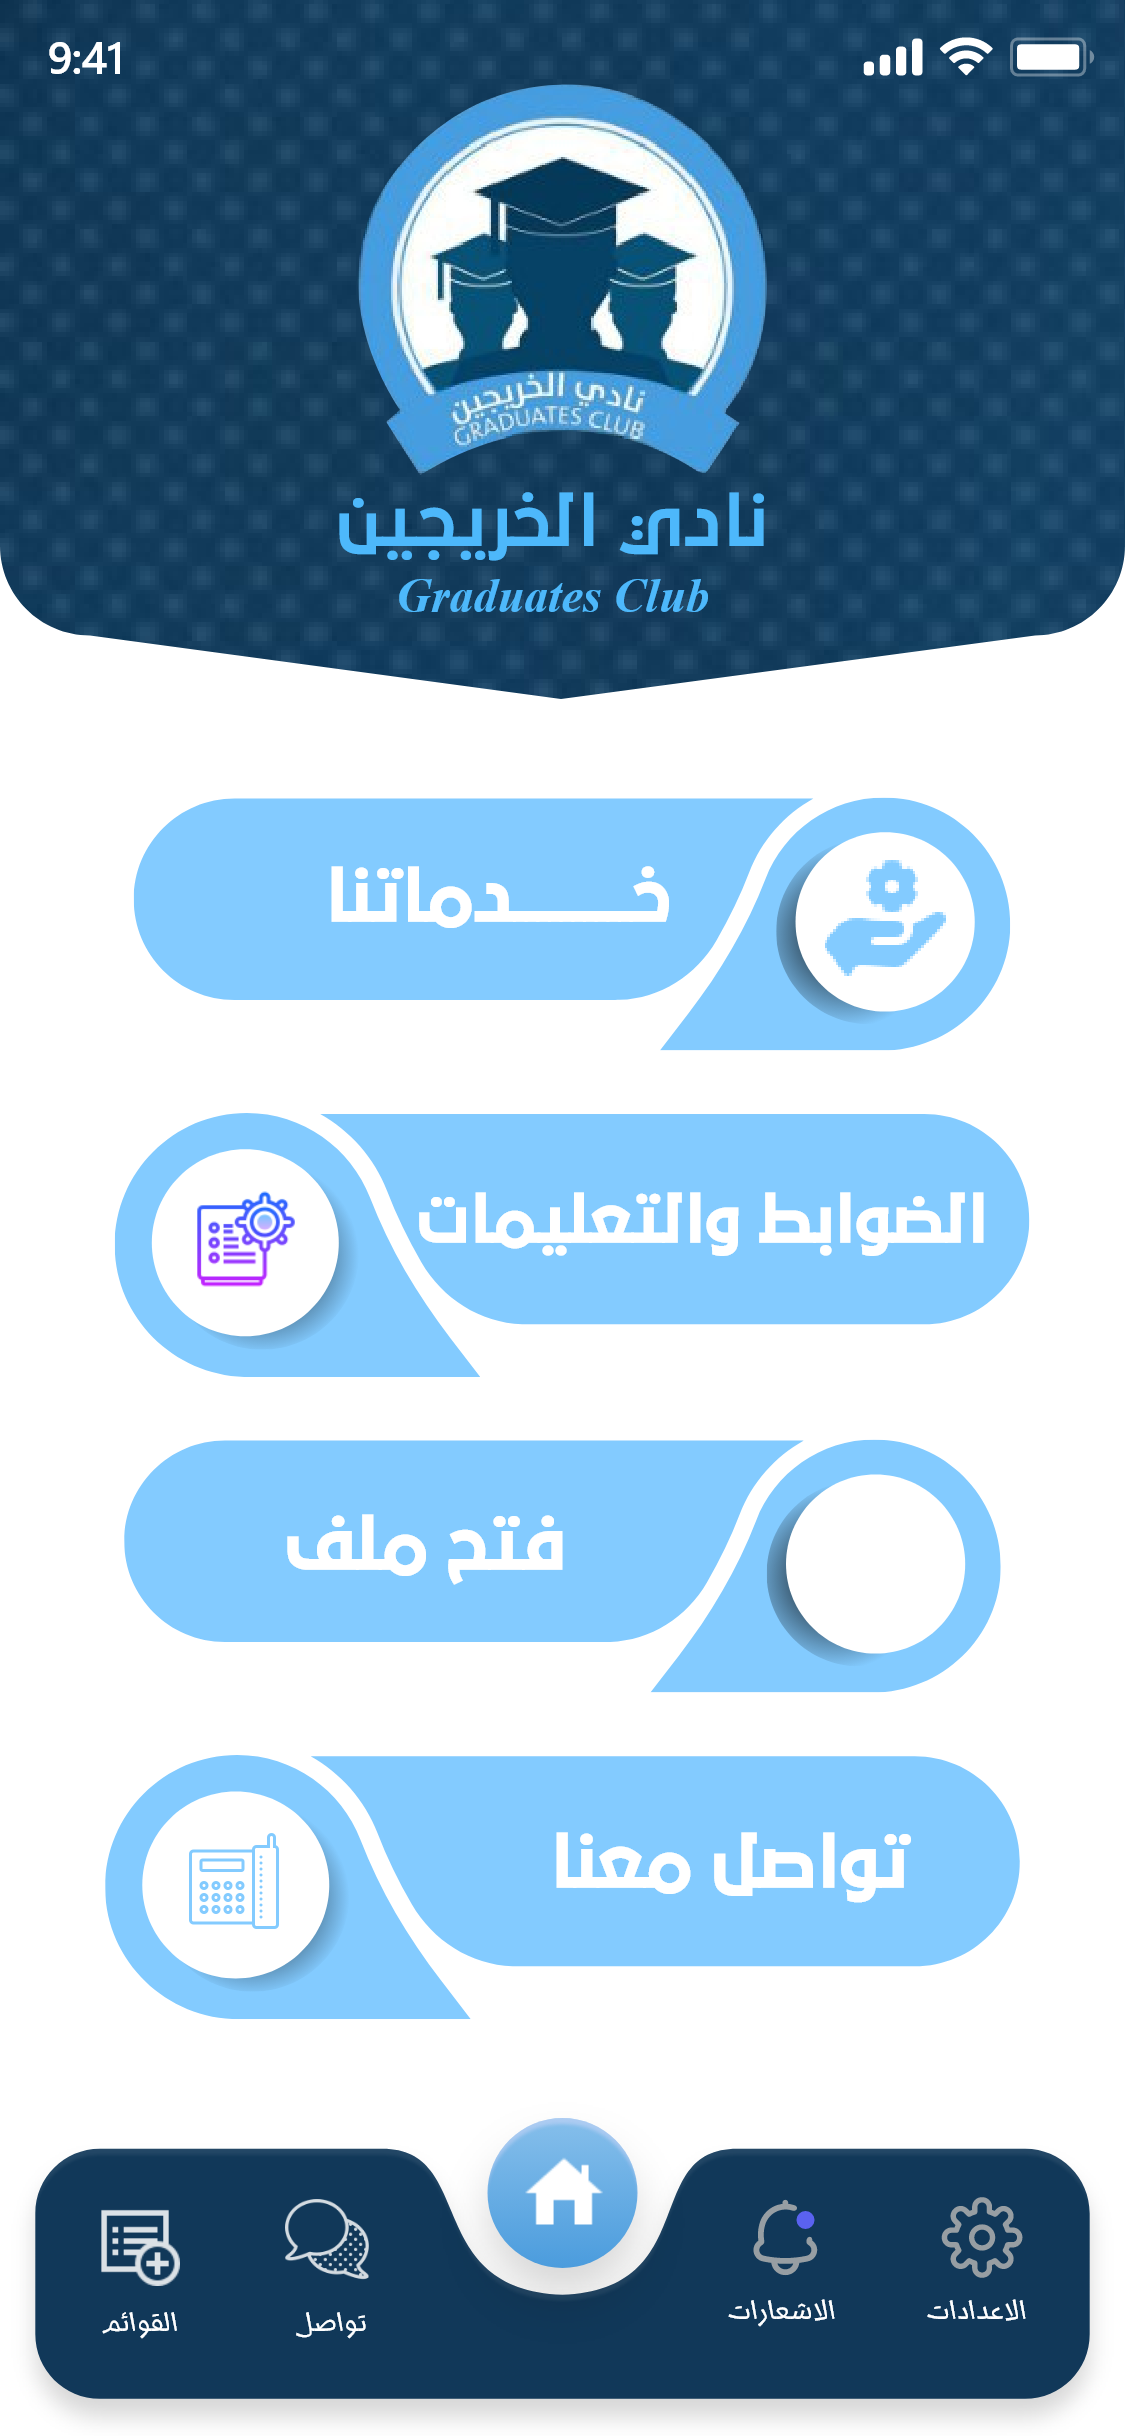 9:41
نادي الخريجين
GRADUATES CLUB
نادي الخريجين
Graduates Club
خـــــدماتنا
الضوابط والتعليمات
فتح ملف
تواصل معنا
الاعدادات
الاشعارات
تواصل
القوائم